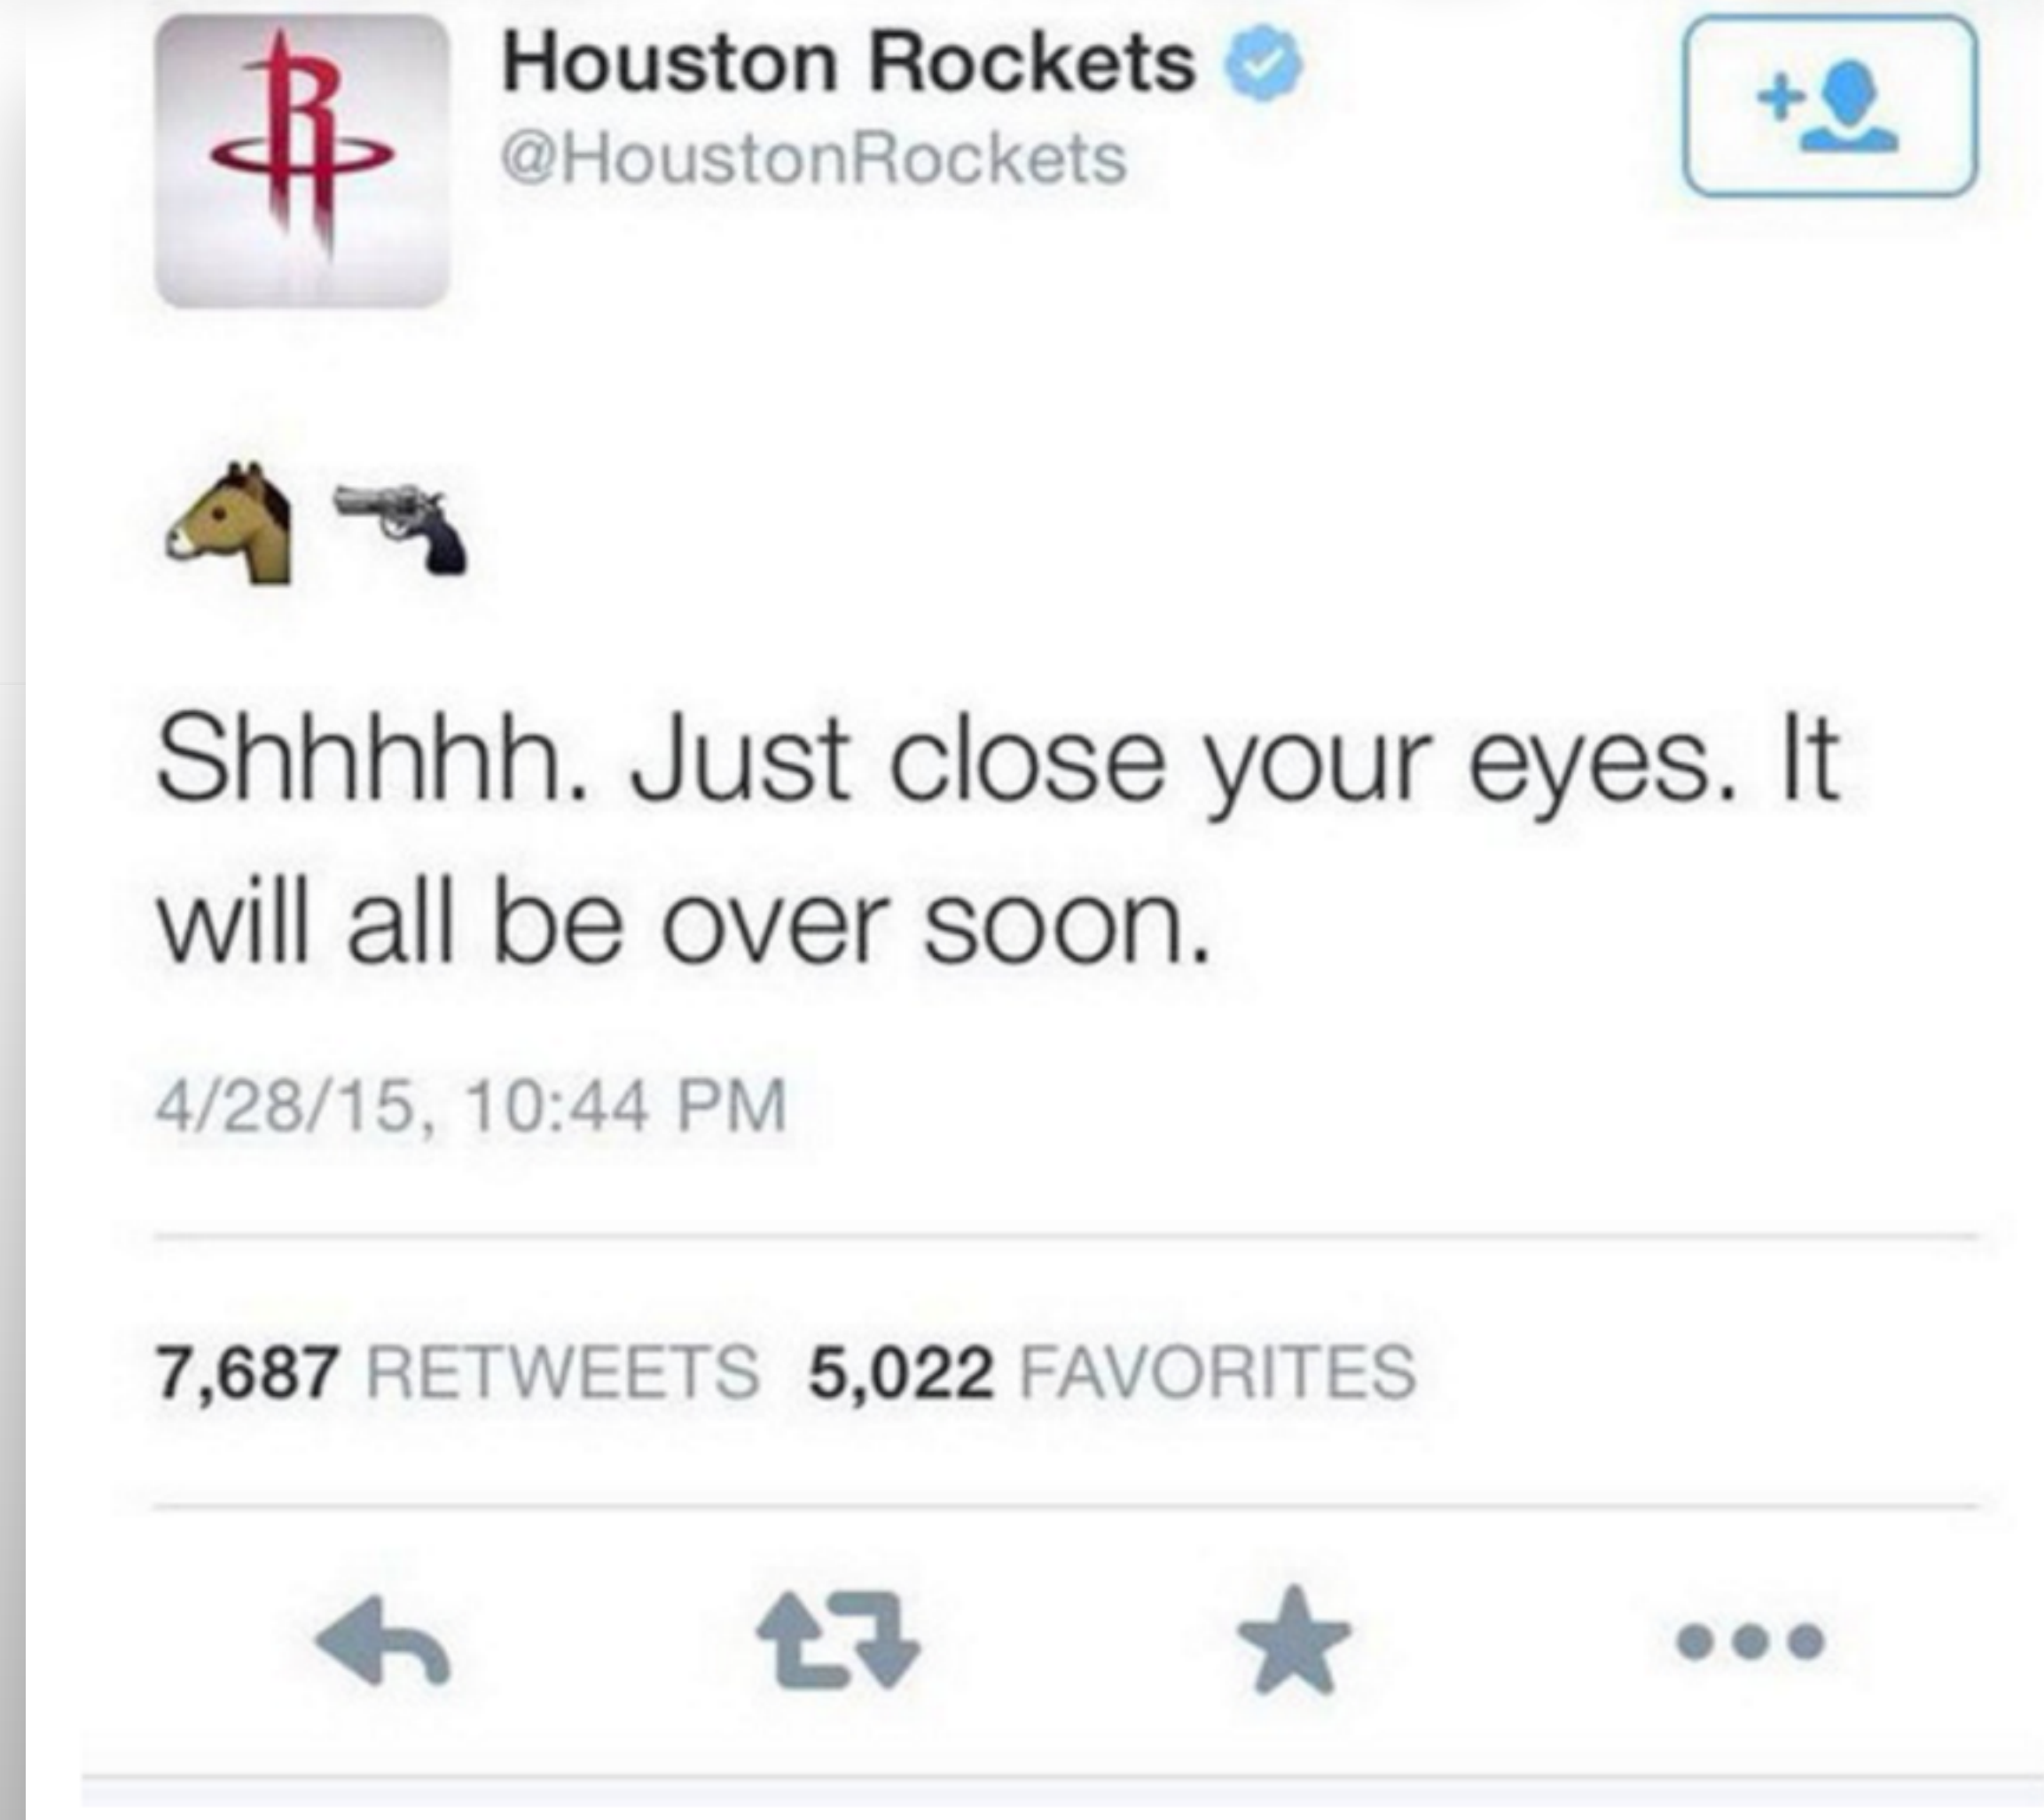 Houston Rockets
@HoustonRockets
🐴 🔫
Shhhhh. Just close your eyes. It
will all be over soon.
4/28/15, 10:44 PM
7,687 RETWEETS 5,022 FAVORITES